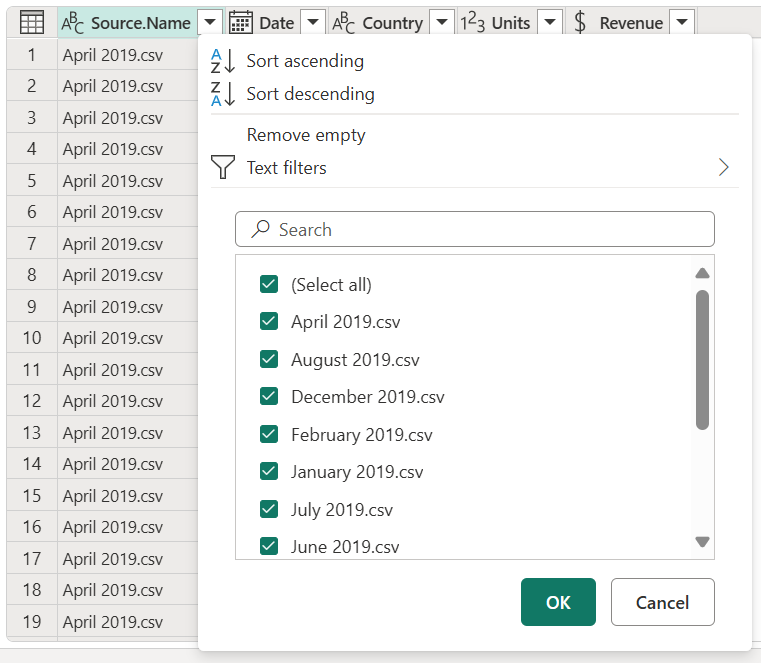 ABC Source.Name Date ABC Country 123 Units $ Revenue
1 April 2019.csv
2 April 2019.csv
3 April 2019.csv
4 April 2019.csv
5 April 2019.csv
6 April 2019.csv
7 April 2019.csv
8 April 2019.csv
9 April 2019.csv
10 April 2019.csv
11 April 2019.csv
12 April 2019.csv
13 April 2019.csv
14 April 2019.csv
15 April 2019.csv
16 April 2019.csv
17 April 2019.csv
18 April 2019.csv
19 April 2019.csv
AZ Sort ascending
ZA Sort descending
Remove empty
Text filters
Search
(Select all)
April 2019.csv
August 2019.csv
December 2019.csv
February 2019.csv
January 2019.csv
July 2019.csv
June 2019.csv
OK Cancel